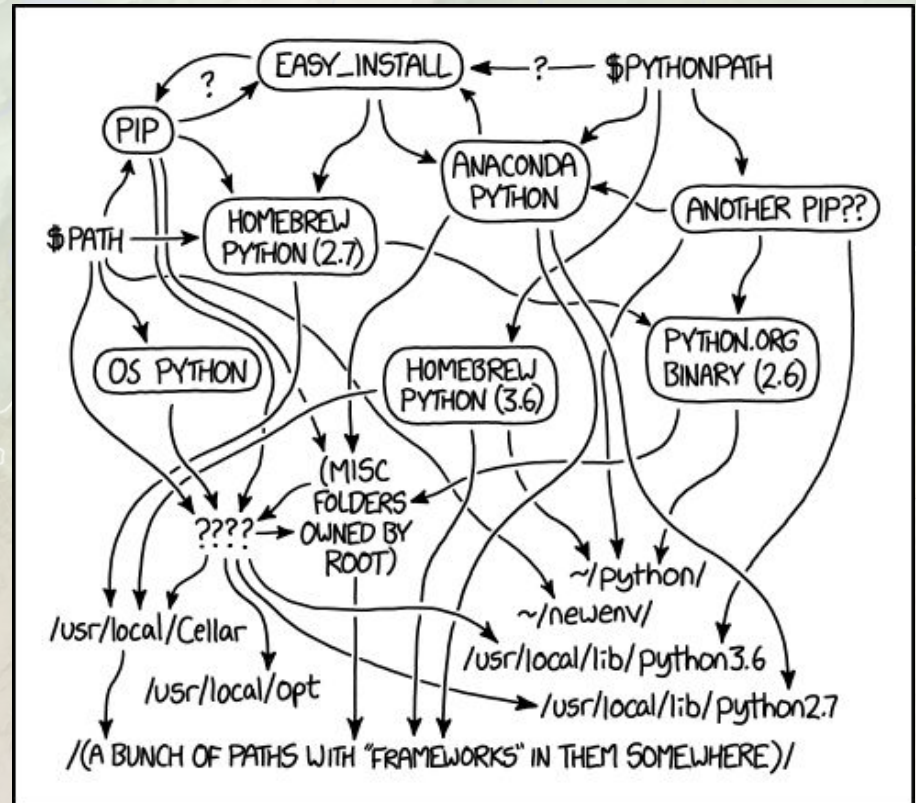 EASY_INSTALL
?
$PYTHONPATH
?
PIP
ANACONDA
PYTHON
ANOTHER PIP??
HOMEBREW
PYTHON (2.7)
$PATH
OS PYTHON
HOMEBREW
PYTHON (3.6)
PYTHON.ORG
BINARY (2.6)
(MISC
FOLDERS
OWNED BY
ROOT)
????
~/python/
~/newenv/
/usr/local/Cellar
/usr/local/lib/python3.6
/usr/local/opt
/usr/local/lib/python2.7
/(A BUNCH OF PATHS WITH "FRAMEWORKS" IN THEM SOMEWHERE)/